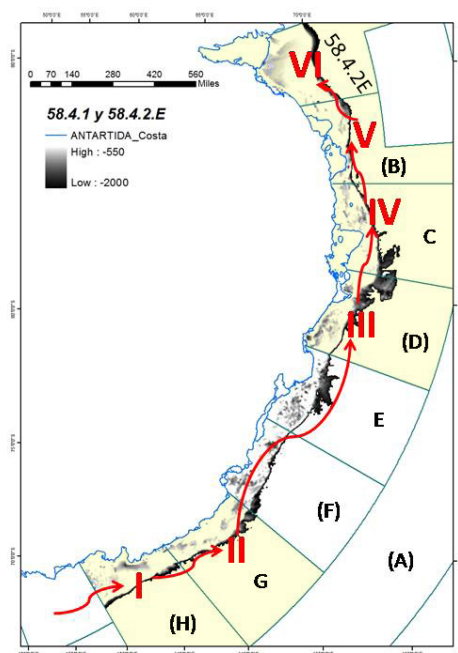 58.4.2E
VI
0 70 140 280 420 560
Miles
58.4.1 y 58.4.2.E
ANTARTIDA_Costa
High : -550
Low : -2000
V
(B)
IV
C
III
(D)
E
(F)
(A)
II
G
I
(H)